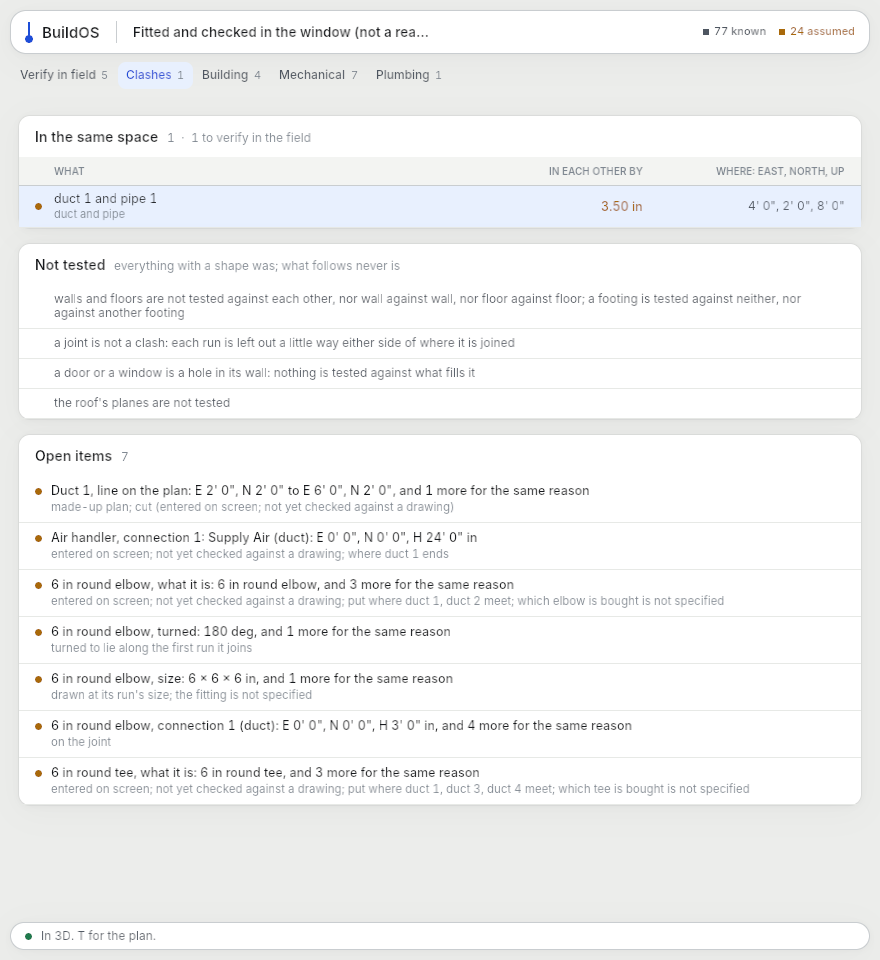 BuildOS
Fitted and checked in the window (not a rea...
77 known
24 assumed
Verify in field 5
Clashes 1
Building 4
Mechanical 7
Plumbing 1
In the same space 1 · 1 to verify in the field
WHAT
IN EACH OTHER BY
WHERE: EAST, NORTH, UP
duct 1 and pipe 1
duct and pipe
3.50 in
4' 0", 2' 0", 8' 0"
Not tested everything with a shape was; what follows never is
walls and floors are not tested against each other, nor wall against wall, nor floor against floor; a footing is tested against neither, nor
against another footing
a joint is not a clash: each run is left out a little way either side of where it is joined
a door or a window is a hole in its wall: nothing is tested against what fills it
the roof's planes are not tested
Open items 7
Duct 1, line on the plan: E 2' 0", N 2' 0" to E 6' 0", N 2' 0", and 1 more for the same reason
made-up plan; cut (entered on screen; not yet checked against a drawing)
Air handler, connection 1: Supply Air (duct): E 0' 0", N 0' 0", H 24' 0" in
entered on screen; not yet checked against a drawing; where duct 1 ends
6 in round elbow, what it is: 6 in round elbow, and 3 more for the same reason
entered on screen; not yet checked against a drawing; put where duct 1, duct 2 meet; which elbow is bought is not specified
6 in round elbow, turned: 180 deg, and 1 more for the same reason
turned to lie along the first run it joins
6 in round elbow, size: 6 × 6 × 6 in, and 1 more for the same reason
drawn at its run's size; the fitting is not specified
6 in round elbow, connection 1 (duct): E 0' 0", N 0' 0", H 3' 0" in, and 4 more for the same reason
on the joint
6 in round tee, what it is: 6 in round tee, and 3 more for the same reason
entered on screen; not yet checked against a drawing; put where duct 1, duct 3, duct 4 meet; which tee is bought is not specified
In 3D. T for the plan.